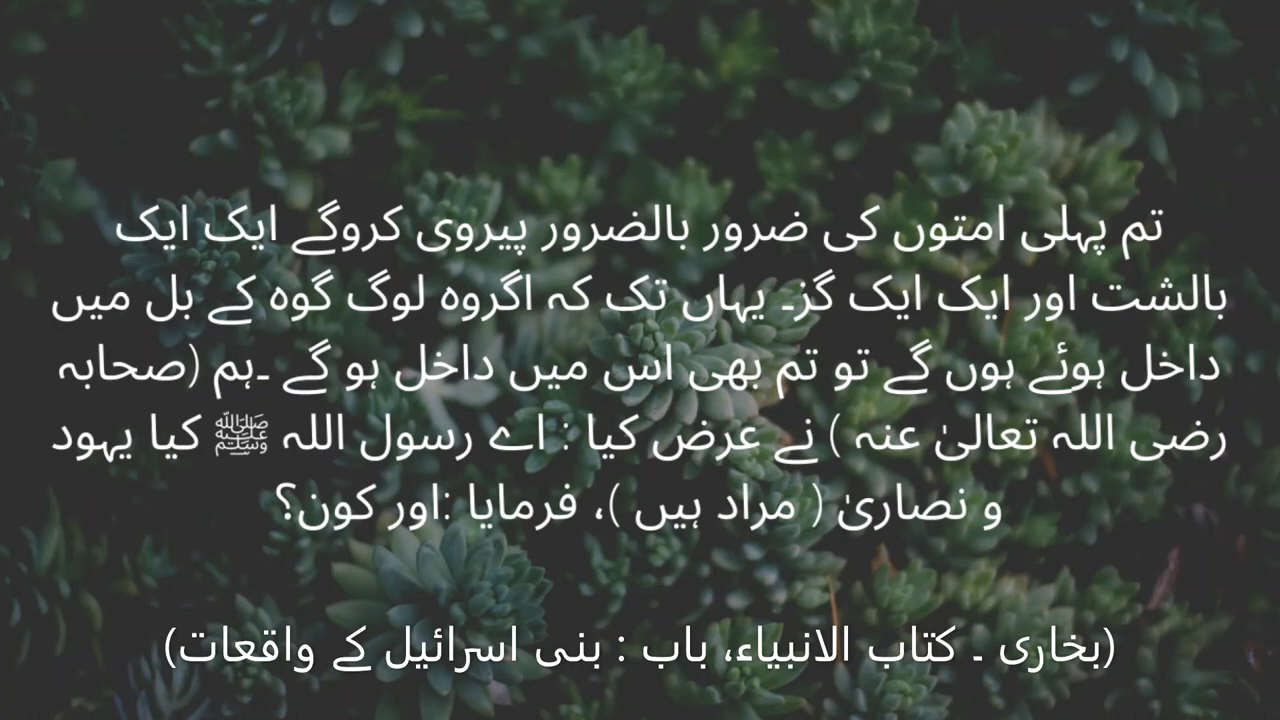 تم پہلی امتوں کی ضرور بالضرور پیروی کروگے ایک ایک
بالشت اور ایک ایک گز۔ یہاں تک کہ اگروہ لوگ گوہ کے بل میں
داخل ہوئے ہوں گے تو تم بھی اس میں داخل ہو گے ۔ہم (صحابہ
رضی اللہ تعالیٰ عنہ ) نے عرض کیا : اے رسول اللہ ﷺ کیا یہود
و نصاریٰ ( مراد ہیں )، فرمایا :اور کون؟
(بخاری ۔ کتاب الانبیاء، باب : بنی اسرائیل کے واقعات)